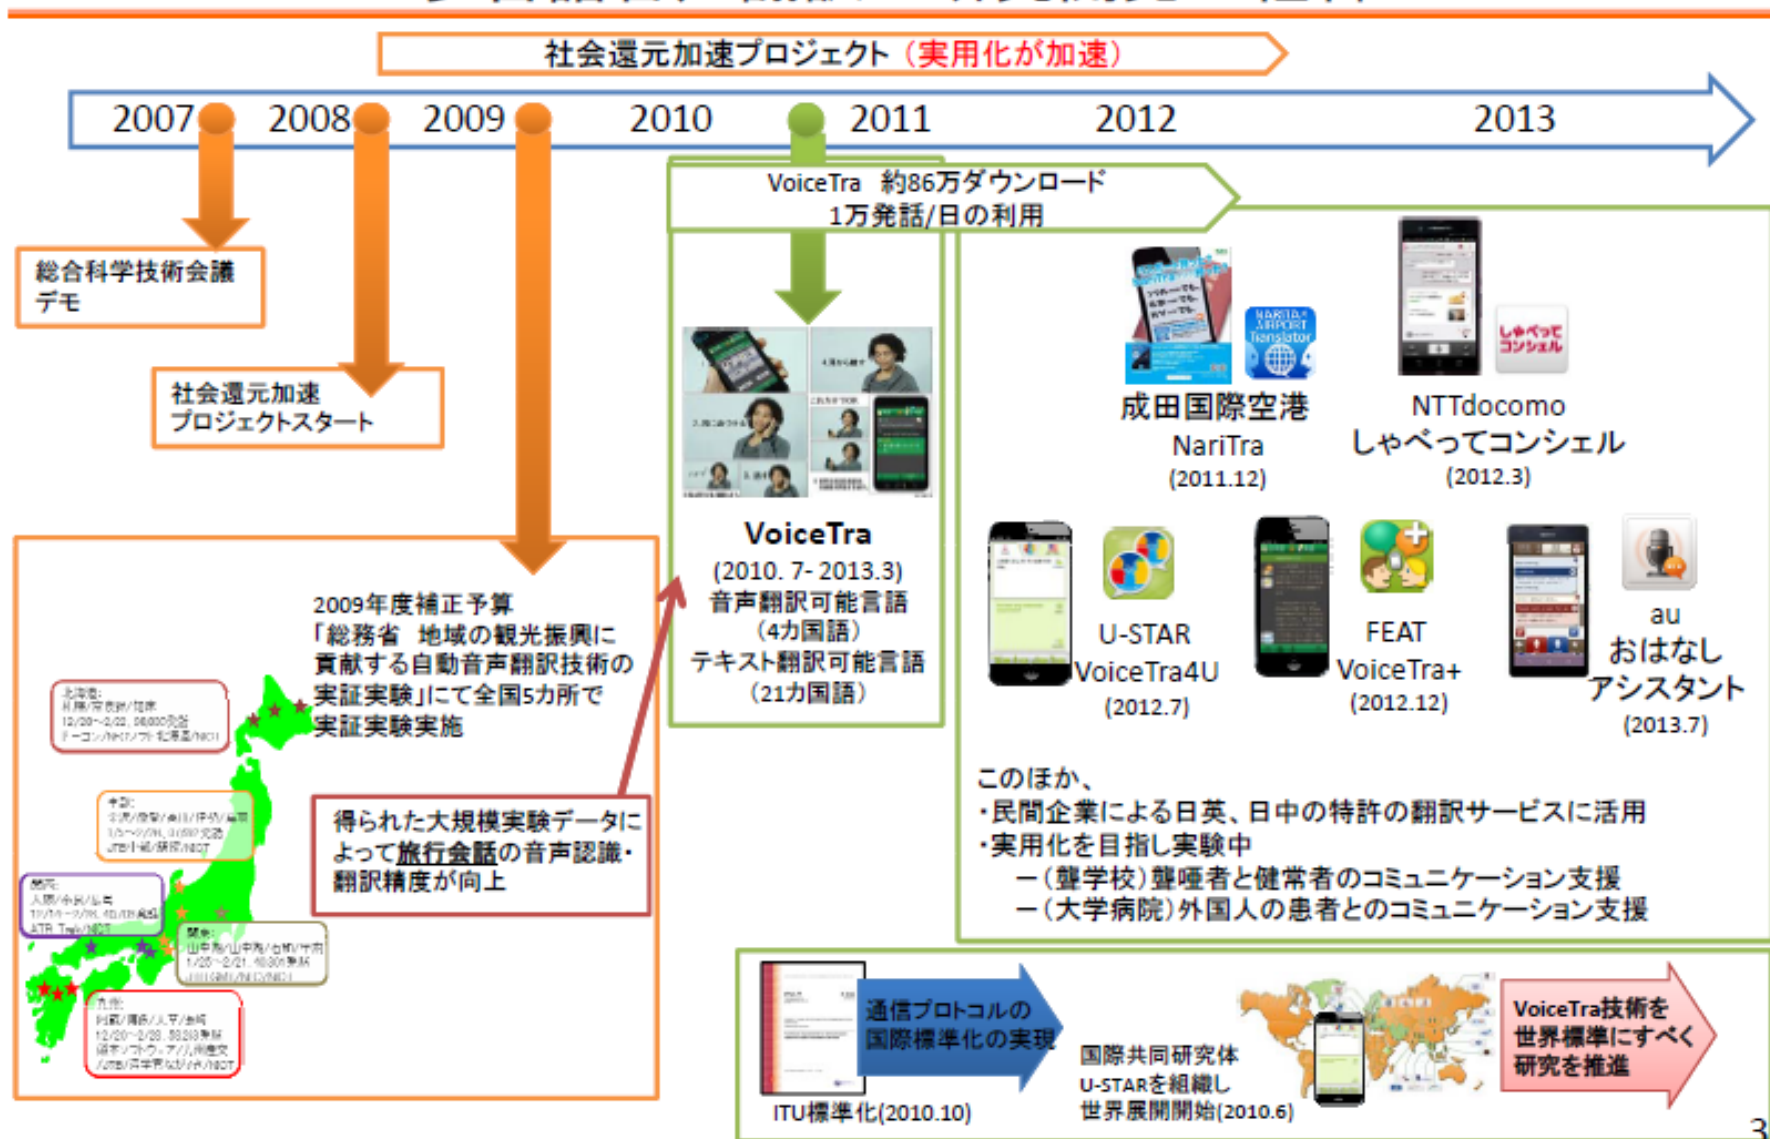 社会還元加速プロジェクト（実用化が加速）
2007
2008
2009
2010
2011
2012
2013
VoiceTra 約86万ダウンロード
1万発話/日の利用
総合科学技術会議
デモ
社会還元加速
プロジェクトスタート
2009年度補正予算
「総務省 地域の観光振興に
貢献する自動音声翻訳技術の
実証実験」にて全国5カ所で
実証実験実施
得られた大規模実験データに
よって旅行会話の音声認識・
翻訳精度が向上
北海道:
関西:
関東:
九州:
VoiceTra
(2010. 7- 2013.3)
音声翻訳可能言語
(4カ国語)
テキスト翻訳可能言語
(21カ国語)
NARITA
AIRPORT
Translator
成田国際空港
NariTra
(2011.12)
しゃべって
コンシェル
NTTdocomo
しゃべってコンシェル
(2012.3)
U-STAR
VoiceTra4U
(2012.7)
FEAT
VoiceTra+
(2012.12)
au
おはなし
アシスタント
(2013.7)
このほか、
・民間企業による日英、日中の特許の翻訳サービスに活用
・実用化を目指し実験中
－（聾学校）聾唖者と健常者のコミュニケーション支援
－（大学病院）外国人の患者とのコミュニケーション支援
ITU標準化(2010.10)
通信プロトコルの
国際標準化の実現
国際共同研究体
U-STARを組織し
世界展開開始(2010.6)
VoiceTra技術を
世界標準にすべく
研究を推進
3